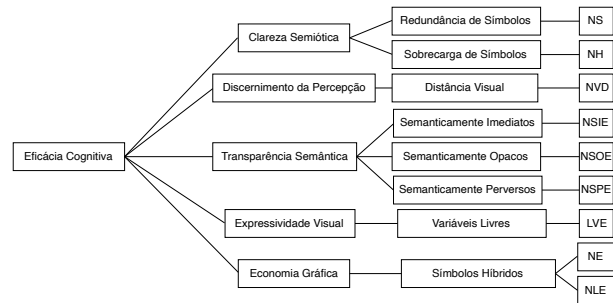 Redundância de Símbolos
NS
Clareza Semiótica
Sobrecarga de Símbolos
NH
Discernimento da Percepção
Distância Visual
NVD
Semanticamente Imediatos
NSIE
Eficácia Cognitiva
Transparência Semântica
Semanticamente Opacos
NSOE
Semanticamente Perversos
NSPE
Expressividade Visual
Variáveis Livres
LVE
NE
Economia Gráfica
Símbolos Híbridos
NLE